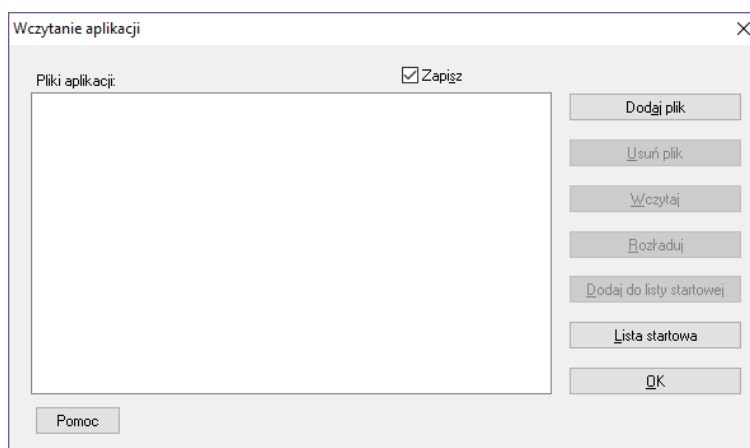 Wczytanie aplikacji
Pliki aplikacji:
Zapisz
Dodaj plik
Usuń plik
Wczytaj
Rozładuj
Dodaj do listy startowej
Lista startowa
OK
Pomoc